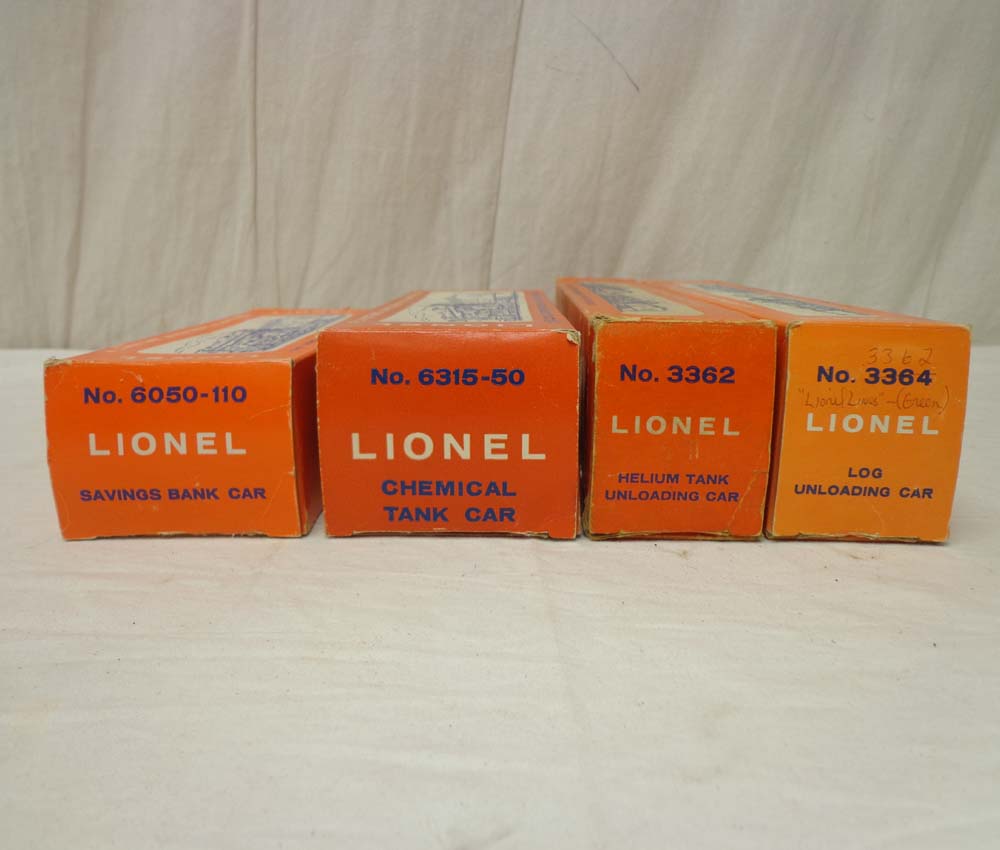 No. 6050-110
LIONEL
SAVINGS BANK CAR
No. 6315-50
LIONEL
CHEMICAL
TANK CAR
No. 3362
LIONEL
HELIUM TANK
UNLOADING CAR
3362
No. 3364
"Lionel Lines" - (Green)
LIONEL
LOG
UNLOADING CAR